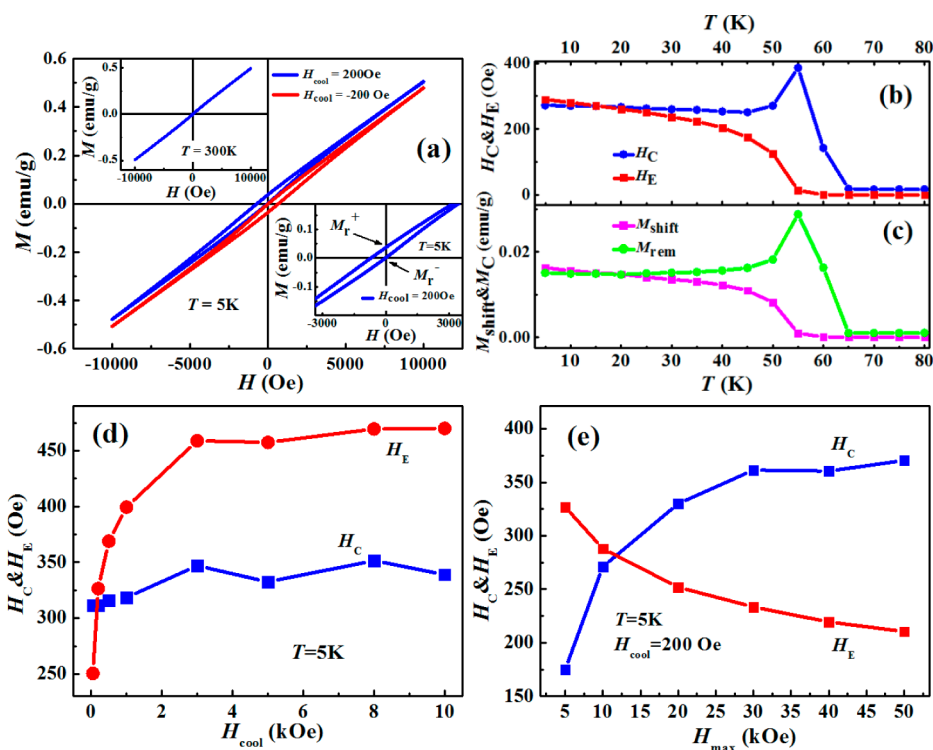 (a)
M (emu/g)
0.6
0.4
0.2
0.0
-0.2
-0.4
-0.6
-10000 -5000 0 5000 10000
H (Oe)
T = 5K
H_cool = 200Oe
H_cool = -200 Oe
M (emu/g)
0.5
0.0
-0.5
T = 300K
-10000 0 10000
H (Oe)
M (emu/g)
0.1
0.0
-0.1
M_r^+
T=5K
M_r^-
H_cool = 200Oe
-3000 0 3000
H (Oe)
T (K)
10 20 30 40 50 60 70 80
H_C&H_E (Oe)
400
200
0
(b)
H_C
H_E
M_shift&M_C (emu/g)
0.02
0.00
(c)
M_shift
M_rem
10 20 30 40 50 60 70 80
T (K)
(d)
H_C&H_E (Oe)
450
400
350
300
250
H_E
H_C
T=5K
0 2 4 6 8 10
H_cool (kOe)
(e)
H_C&H_E (Oe)
400
350
300
250
200
150
H_C
T=5K
H_cool=200 Oe
H_E
5 10 20 30 40 50
H_max (kOe)